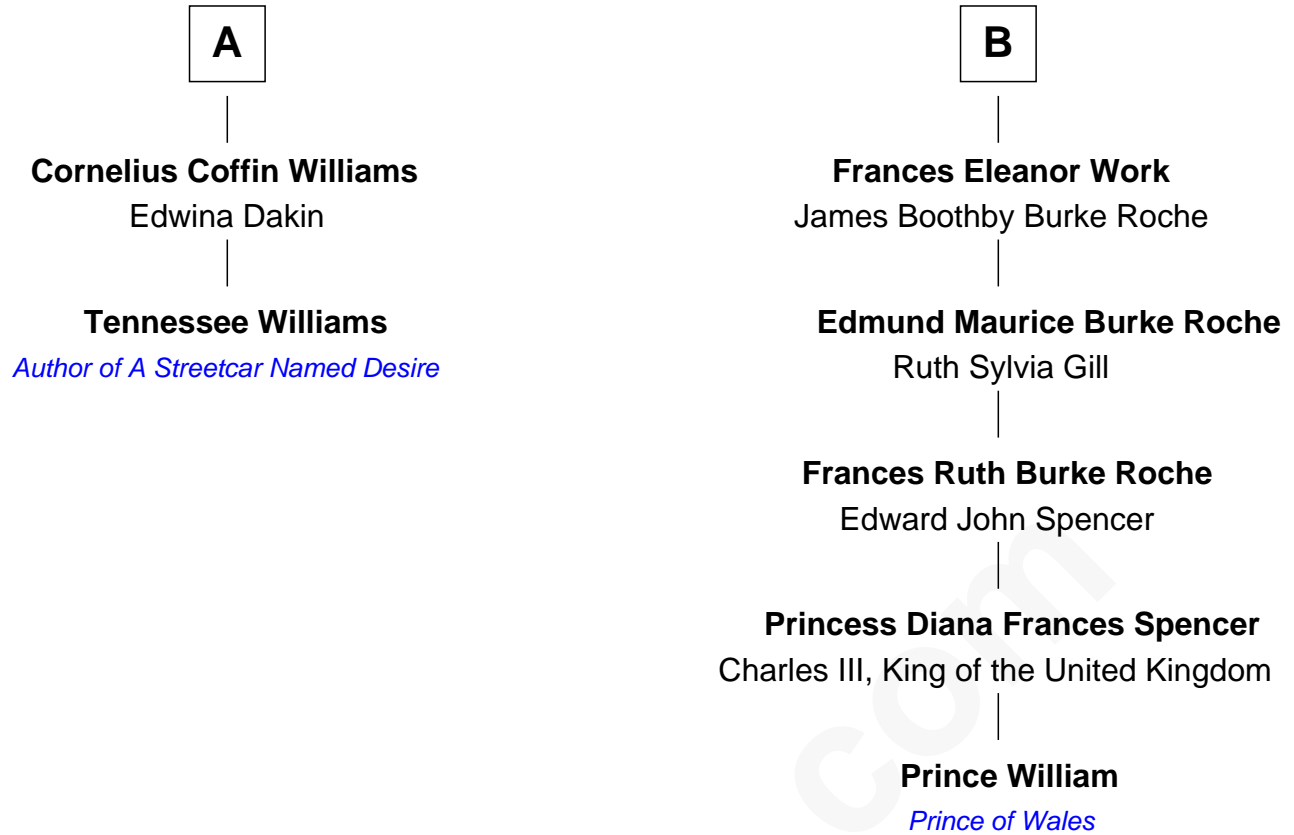 A
Cornelius Coffin Williams
Edwina Dakin
Tennessee Williams
Author of A Streetcar Named Desire
B
Frances Eleanor Work
James Boothby Burke Roche
Edmund Maurice Burke Roche
Ruth Sylvia Gill
Frances Ruth Burke Roche
Edward John Spencer
Princess Diana Frances Spencer
Charles III, King of the United Kingdom
Prince William
Prince of Wales
com